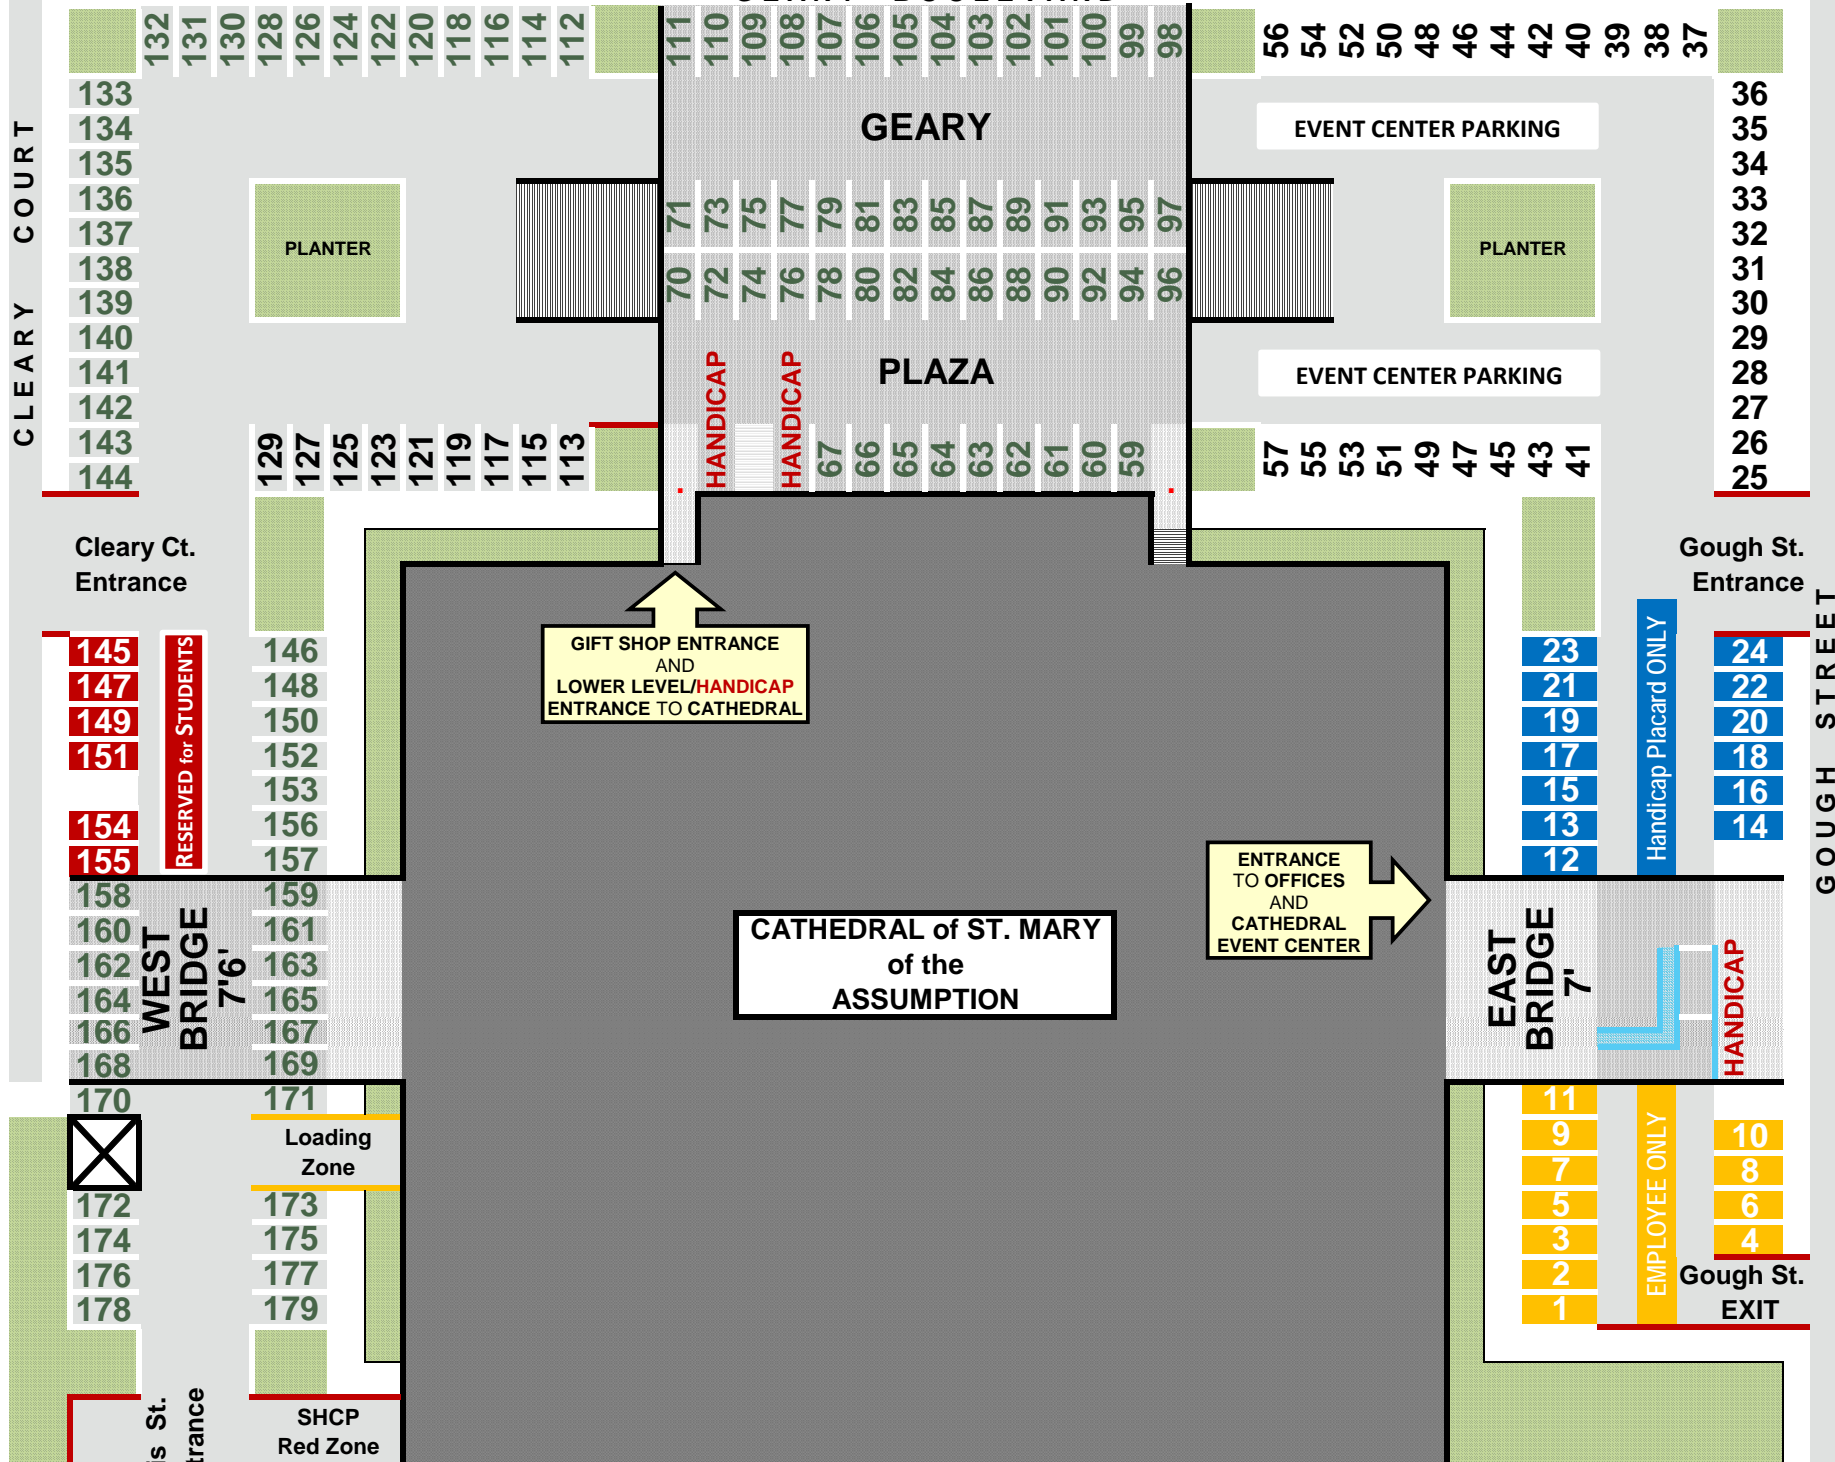 132 131 130 128 126 124 122 120 118 116 114 112
111 110 109 108 107 106 105 104 103 102 101 100 99 98
56 54 52 50 48 46 44 42 40 39 38 37
133
134
135
136
137
138
139
140
141
142
143
144
CLEARY COURT
PLANTER
GEARY
71 73 75 77 79 81 83 85 87 89 91 93 95 97
70 72 74 76 78 80 82 84 86 88 90 92 94 96
PLAZA
HANDICAP
HANDICAP
67 66 65 64 63 62 61 60 59
EVENT CENTER PARKING
PLANTER
EVENT CENTER PARKING
36
35
34
33
32
31
30
29
28
27
26
25
129 127 125 123 121 119 117 115 113
57 55 53 51 49 47 45 43 41
Cleary Ct.
Entrance
Gough St.
Entrance
GOUGH STREET
145
147
149
151
154
155
RESERVED for STUDENTS
146
148
150
152
153
156
157
GIFT SHOP ENTRANCE
AND
LOWER LEVEL/HANDICAP
ENTRANCE TO CATHEDRAL
23
21
19
17
15
13
12
Handicap Placard ONLY
24
22
20
18
16
14
ENTRANCE
TO OFFICES
AND
CATHEDRAL
EVENT CENTER
158
160
162
164
166
168
170
WEST
BRIDGE
7'6'
159
161
163
165
167
169
171
CATHEDRAL of ST. MARY
of the
ASSUMPTION
EAST
BRIDGE
7'
HANDICAP
Loading
Zone
172
174
176
178
173
175
177
179
11
9
7
5
3
2
1
EMPLOYEE ONLY
10
8
6
4
Gough St.
EXIT
St.
SHCP
Red Zone